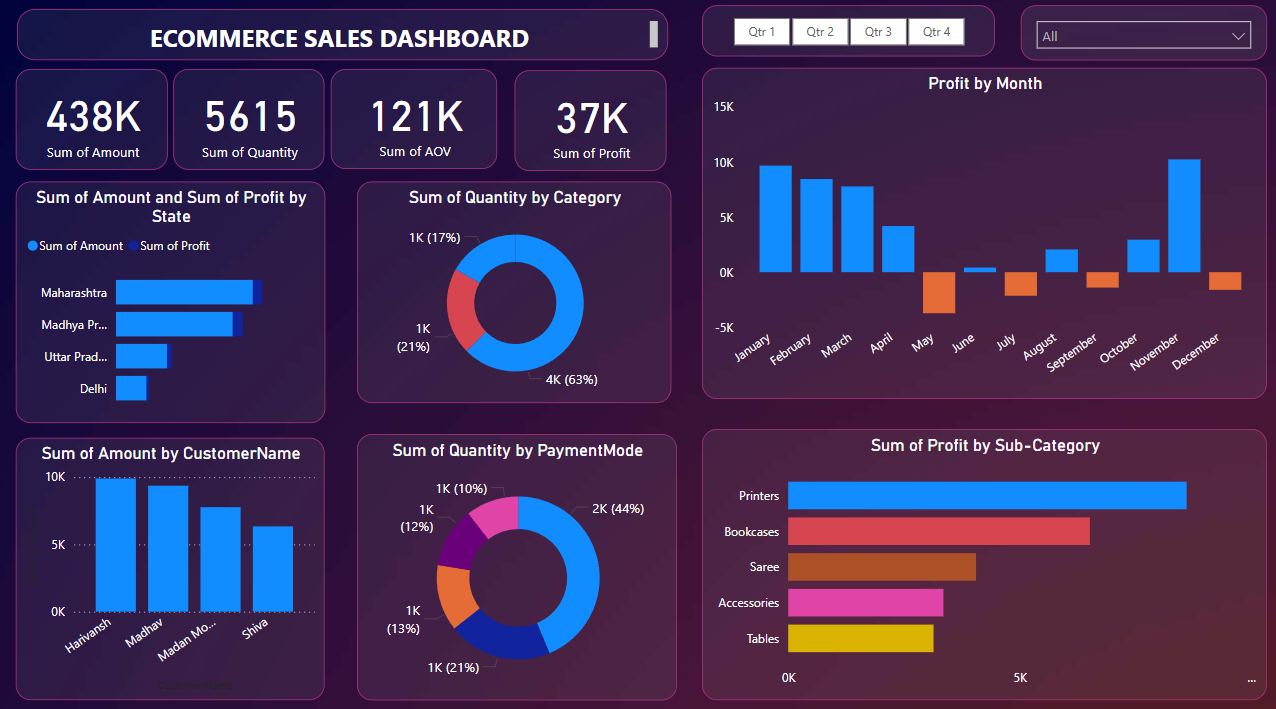 ECOMMERCE SALES DASHBOARD
Qtr 1
Qtr 2
Qtr 3
Qtr 4
All
438K
Sum of Amount
5615
Sum of Quantity
121K
Sum of AOV
37K
Sum of Profit
Profit by Month
15K
10K
5K
0K
-5K
January
February
March
April
May
June
July
August
September
October
November
December
Sum of Amount and Sum of Profit by
State
Sum of Amount
Sum of Profit
Maharashtra
Madhya Pr...
Uttar Prad...
Delhi
Sum of Quantity by Category
1K (17%)
1K
(21%)
4K (63%)
Sum of Amount by CustomerName
10K
5K
0K
Harivansh
Madhav
Madan Mo...
Shiva
Sum of Quantity by PaymentMode
1K (10%)
1K
(12%)
2K (44%)
1K
(13%)
1K (21%)
Sum of Profit by Sub-Category
Printers
Bookcases
Saree
Accessories
Tables
0K
5K
...